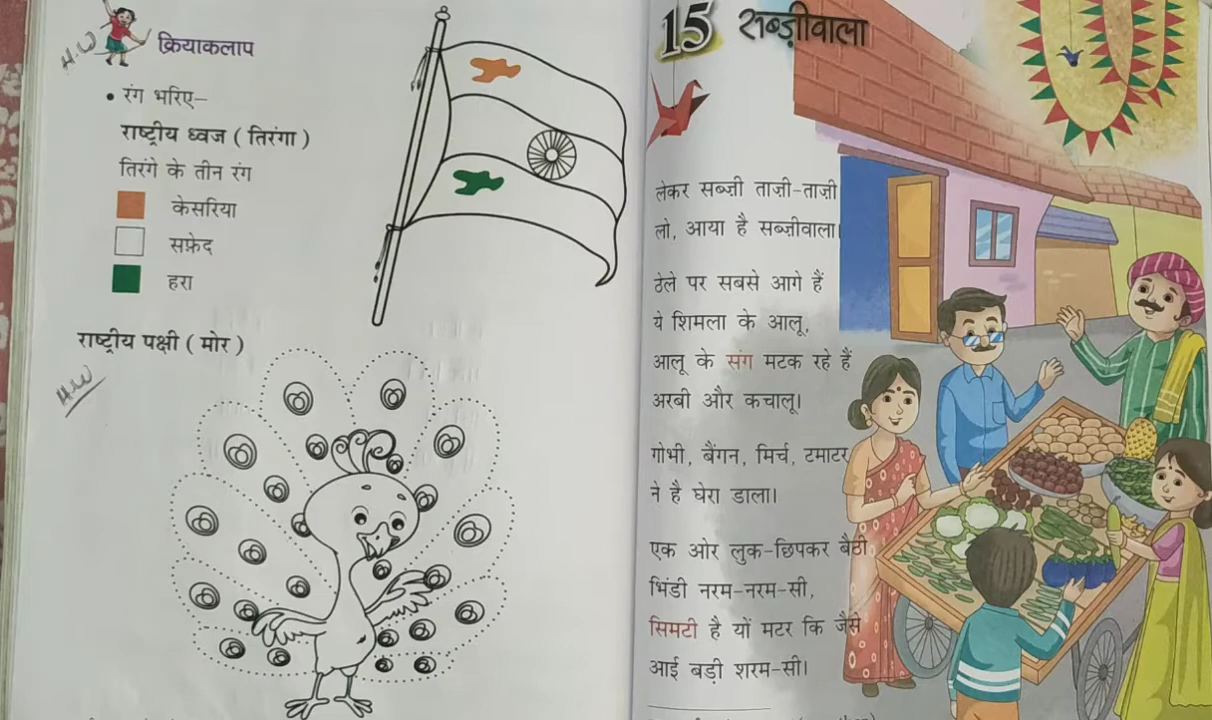 H.W
क्रियाकलाप
• रंग भरिए–
राष्ट्रीय ध्वज ( तिरंगा )
तिरंगे के तीन रंग
केसरिया
सफ़ेद
हरा
राष्ट्रीय पक्षी ( मोर )
H.W
15 सब्ज़ीवाला
लेकर सब्ज़ी ताज़ी-ताज़ी
लो, आया है सब्ज़ीवाला।
ठेले पर सबसे आगे हैं
ये शिमला के आलू,
आलू के संग मटक रहे हैं
अरबी और कचालू।
गोभी, बैंगन, मिर्च, टमाटर
ने है घेरा डाला।
एक ओर लुक-छिपकर बैठी
भिंडी नरम-नरम-सी,
सिमटी है यों मटर कि जैसे
आई बड़ी शरम-सी।